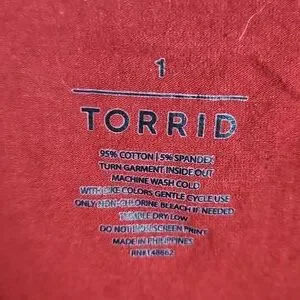 1
TORRID
95% COTTON | 5% SPANDEX
TURN GARMENT INSIDE OUT
MACHINE WASH COLD
WITH LIKE COLORS, GENTLE CYCLE USE
ONLY NON-CHLORINE BLEACH IF NEEDED
TUMBLE DRY LOW
DO NOT IRON SCREEN PRINT
MADE IN PHILIPPINES
RN# 148662